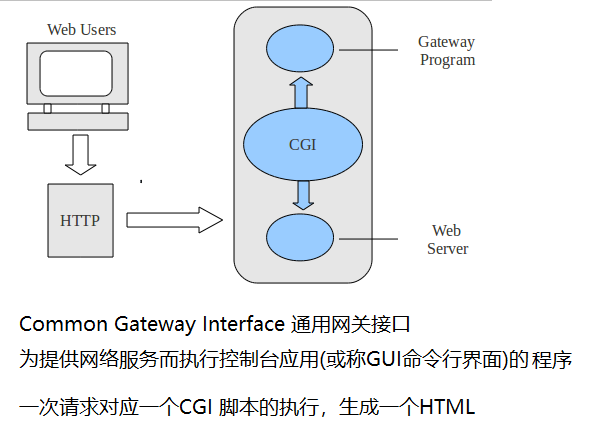 Web Users
Gateway
Program
CGI
HTTP
Web
Server
Common Gateway Interface 通用网关接口
为提供网络服务而执行控制台应用(或称GUI命令行界面)的程序
一次请求对应一个CGI 脚本的执行，生成一个HTML